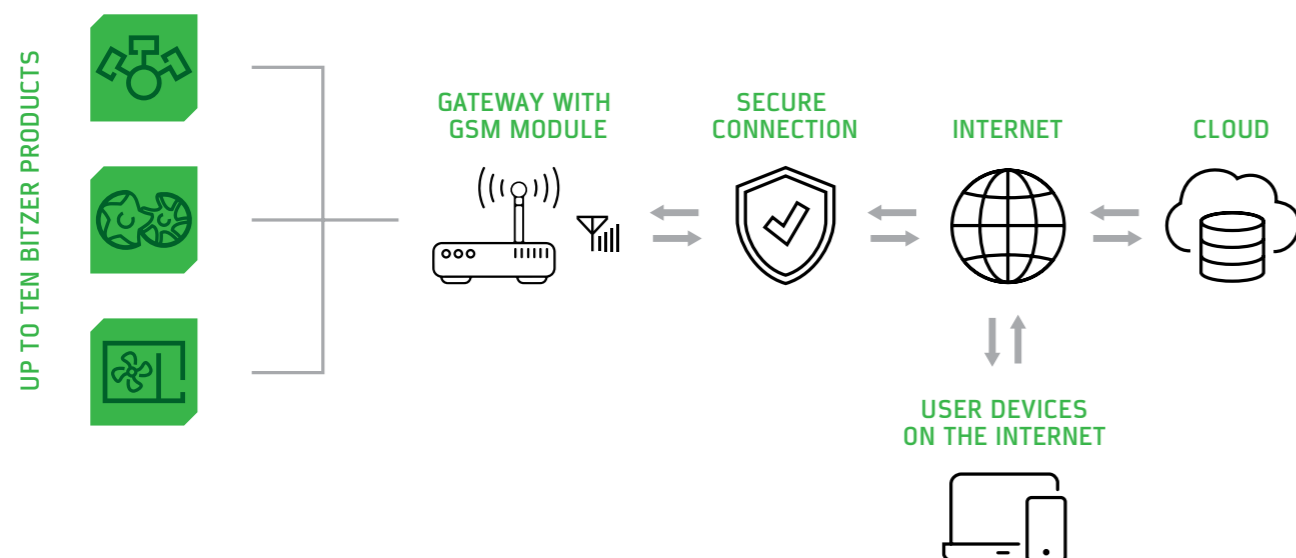 UP TO TEN BITZER PRODUCTS
GATEWAY WITH
GSM MODULE
SECURE
CONNECTION
INTERNET
CLOUD
USER DEVICES
ON THE INTERNET